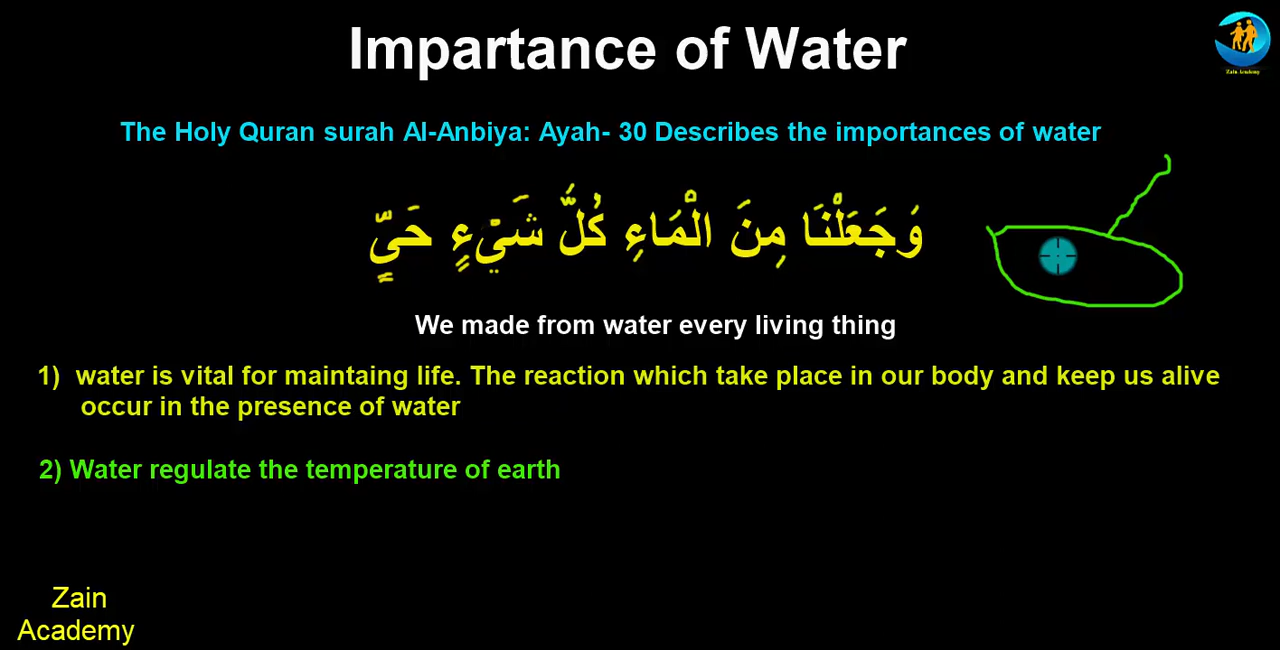 Impartance of Water
Zain Academy
The Holy Quran surah Al-Anbiya: Ayah- 30 Describes the importances of water
وَجَعَلْنَا مِنَ الْمَاءِ كُلَّ شَيْءٍ حَيٍّ
We made from water every living thing
1) water is vital for maintaing life. The reaction which take place in our body and keep us alive
occur in the presence of water
2) Water regulate the temperature of earth
Zain
Academy